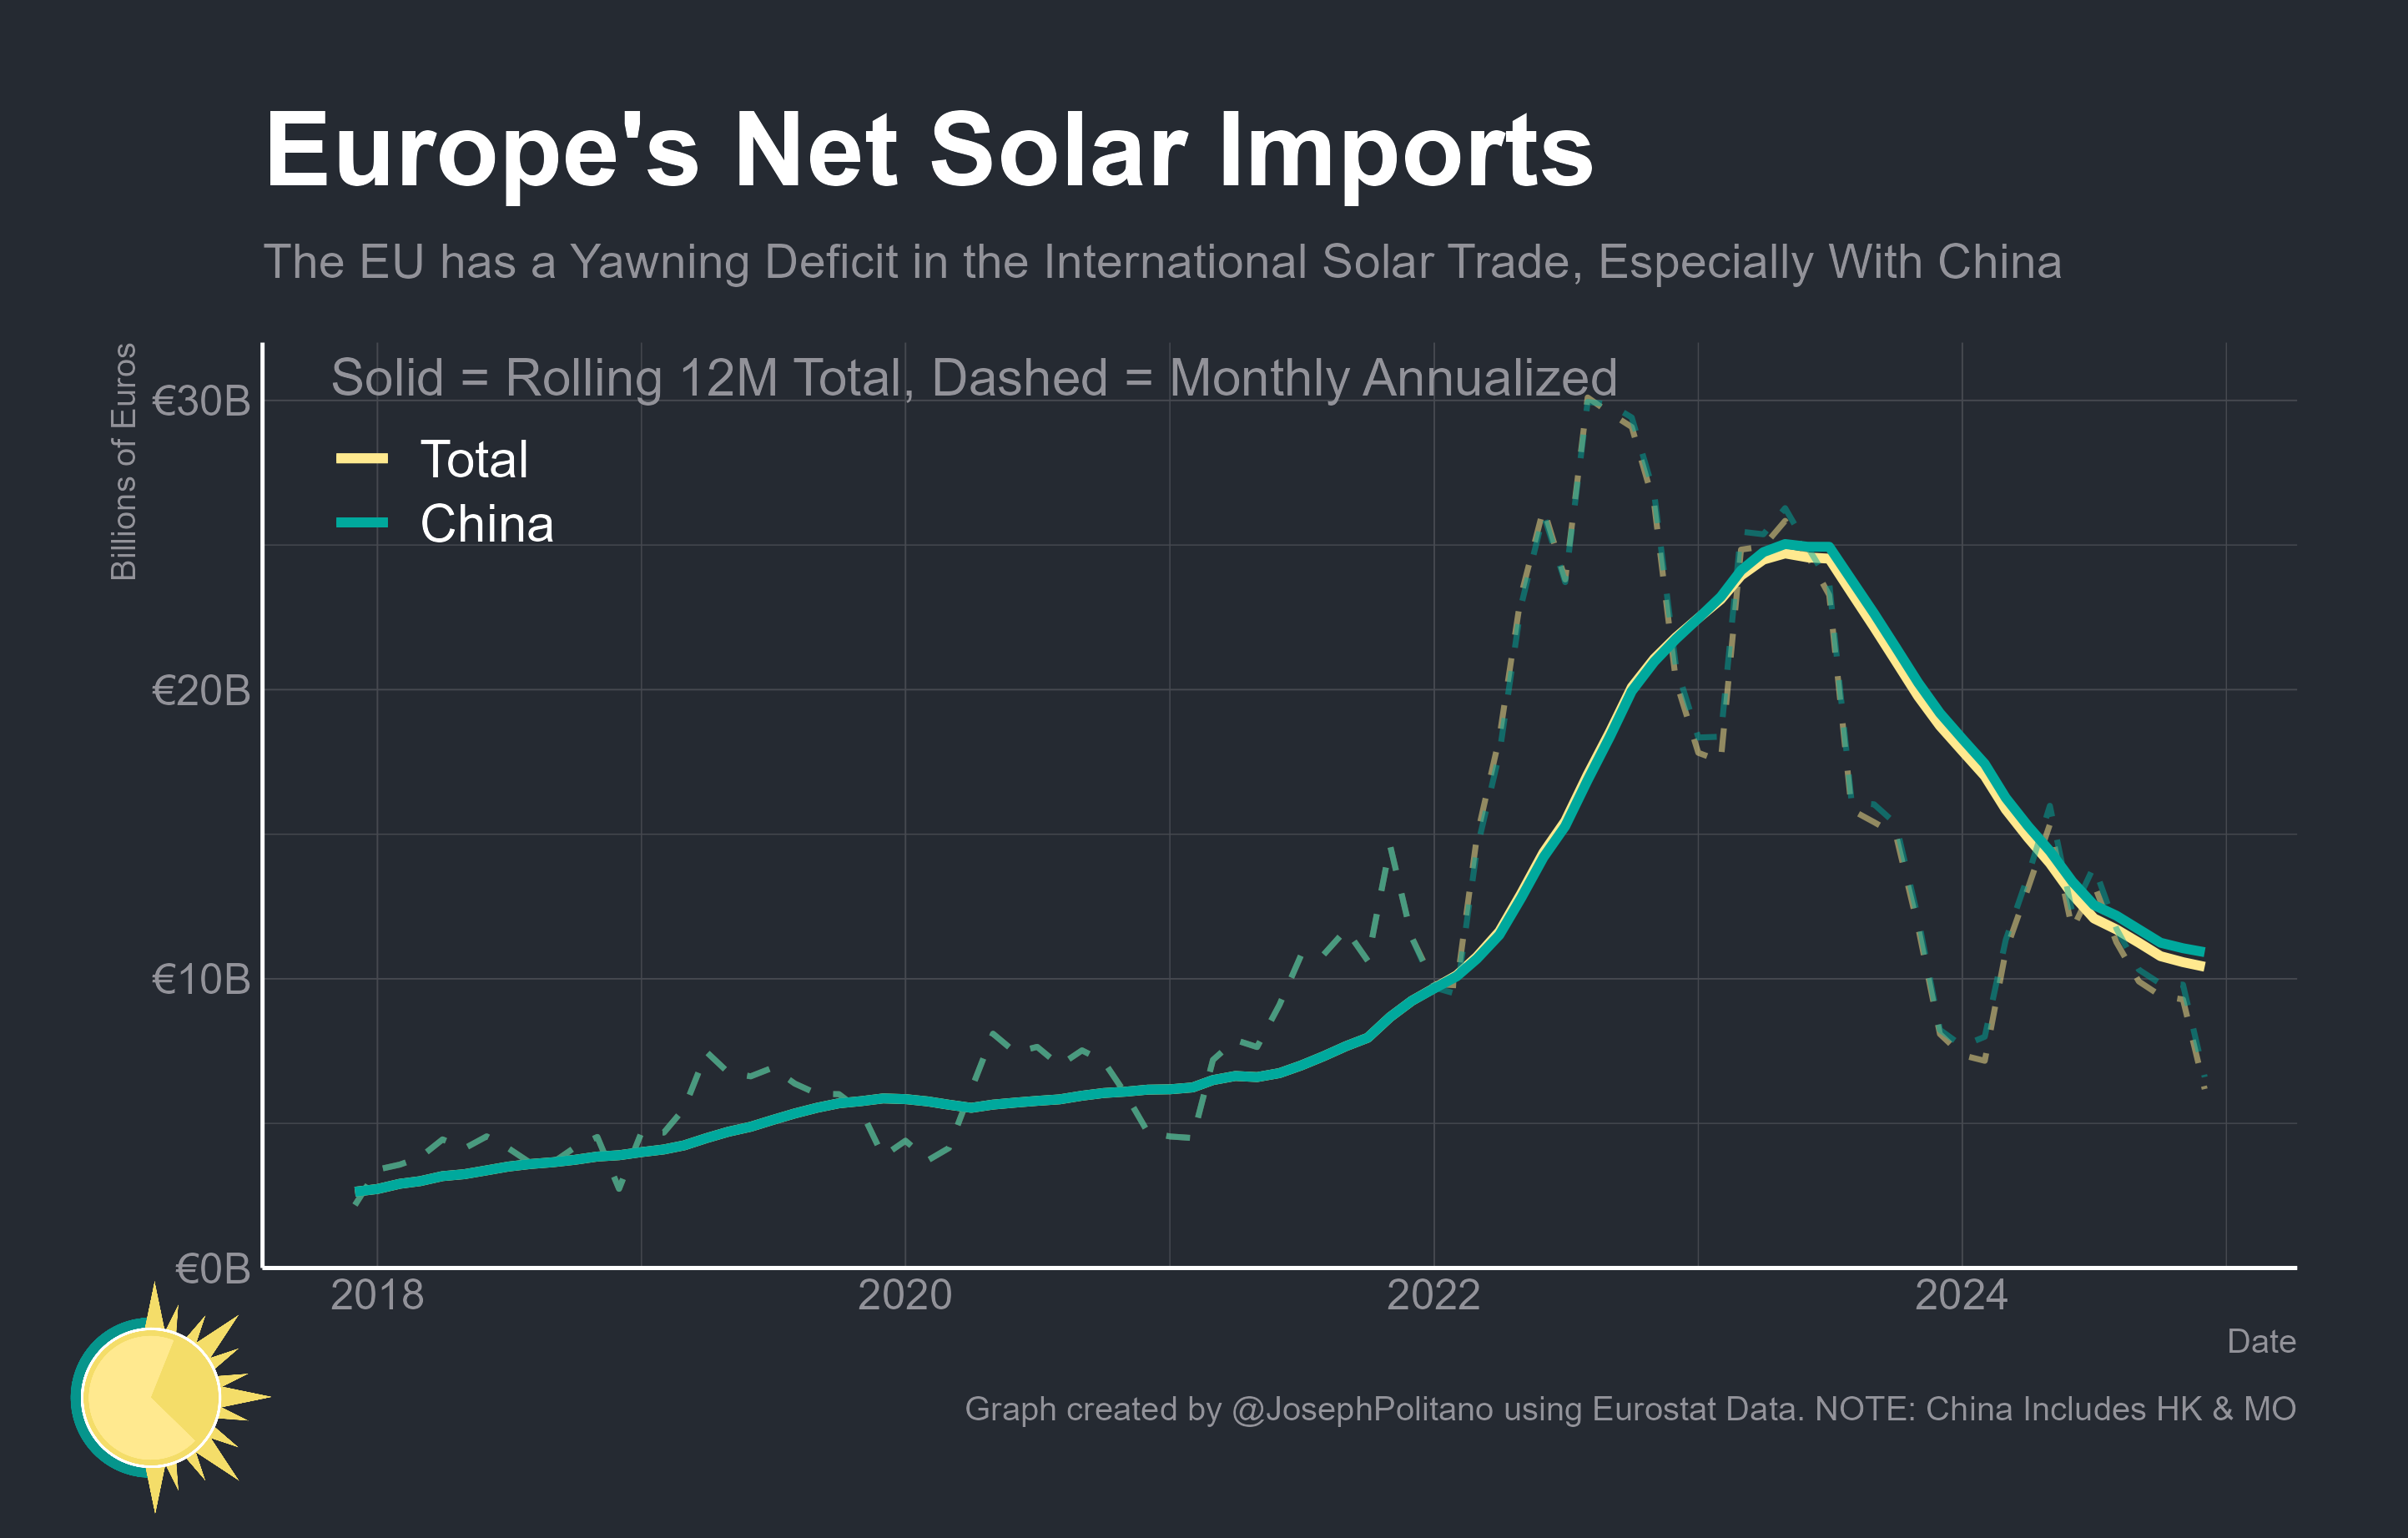 Europe's Net Solar Imports
The EU has a Yawning Deficit in the International Solar Trade, Especially With China
Billions of Euros
Solid = Rolling 12M Total, Dashed = Monthly Annualized
€30B
Total
China
€20B
€10B
€0B
2018
2020
2022
2024
Date
Graph created by @JosephPolitano using Eurostat Data. NOTE: China Includes HK & MO